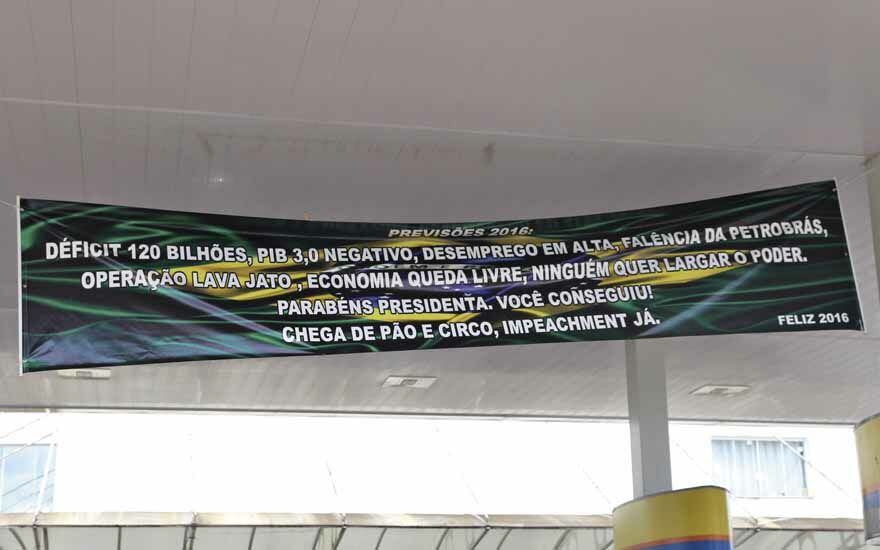 PREVISÕES 2016:
DÉFICIT 120 BILHÕES, PIB 3,0 NEGATIVO, DESEMPREGO EM ALTA, FALÊNCIA DA PETROBRÁS,
OPERAÇÃO LAVA JATO , ECONOMIA QUEDA LIVRE, NINGUÉM QUER LARGAR O PODER.
PARABÉNS PRESIDENTA. VOCÊ CONSEGUIU!
CHEGA DE PÃO E CIRCO, IMPEACHMENT JÁ.
FELIZ 2016